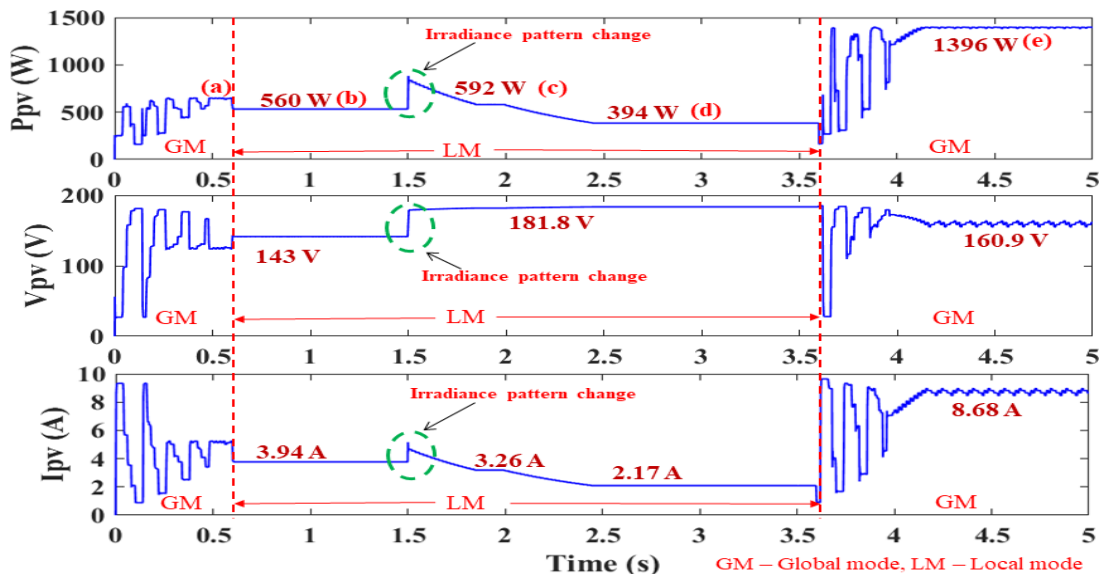 Ppv (W)
1500
1000
500
0
Irradiance pattern change
(a)
560 W (b)
592 W (c)
394 W (d)
1396 W (e)
GM
LM
GM
0 0.5 1 1.5 2 2.5 3 3.5 4 4.5 5
Vpv (V)
200
100
0
143 V
181.8 V
160.9 V
Irradiance pattern change
GM
LM
GM
0 0.5 1 1.5 2 2.5 3 3.5 4 4.5 5
Ipv (A)
10
8
6
4
2
0
Irradiance pattern change
3.94 A
3.26 A
2.17 A
8.68 A
GM
LM
GM
0 0.5 1 1.5 2 2.5 3 3.5 4 4.5 5
Time (s)
GM – Global mode, LM – Local mode